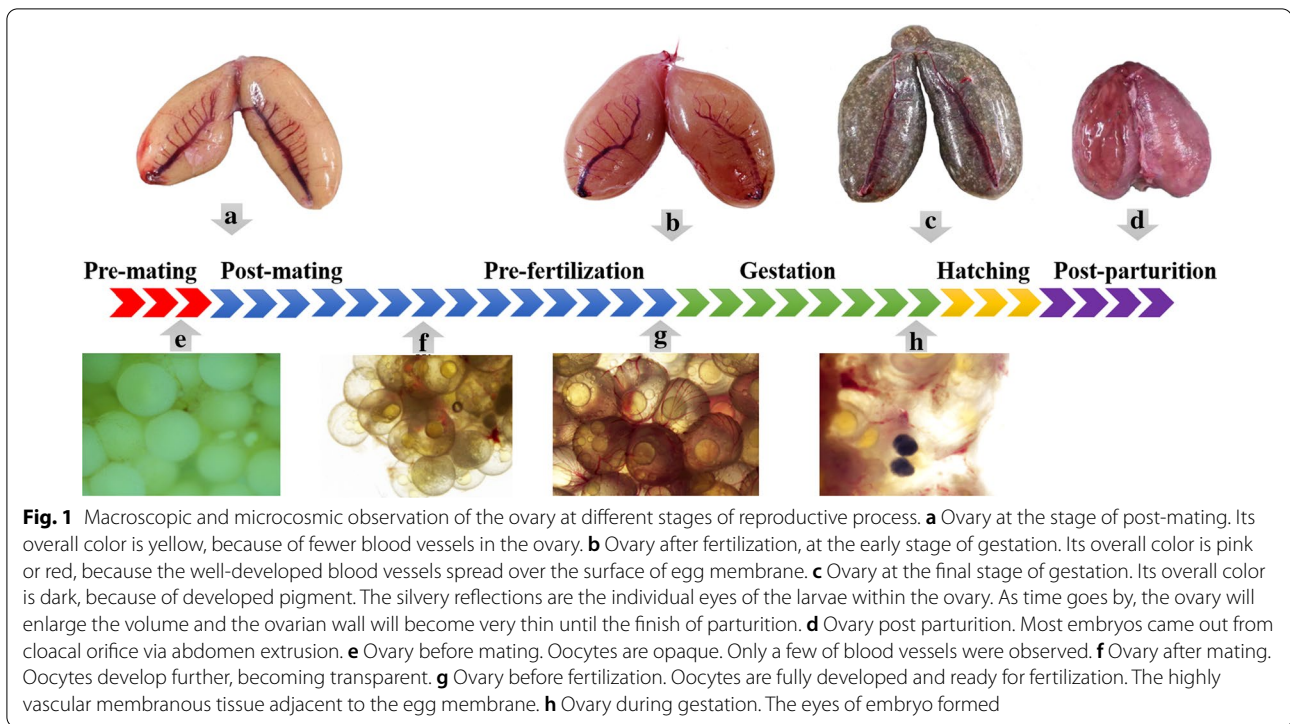 a
b
c
d
Pre-mating Post-mating Pre-fertilization Gestation Hatching Post-parturition
e
f
g
h
Fig. 1 Macroscopic and microcosmic observation of the ovary at different stages of reproductive process. a Ovary at the stage of post-mating. Its
overall color is yellow, because of fewer blood vessels in the ovary. b Ovary after fertilization, at the early stage of gestation. Its overall color is pink
or red, because the well-developed blood vessels spread over the surface of egg membrane. c Ovary at the final stage of gestation. Its overall color
is dark, because of developed pigment. The silvery reflections are the individual eyes of the larvae within the ovary. As time goes by, the ovary will
enlarge the volume and the ovarian wall will become very thin until the finish of parturition. d Ovary post parturition. Most embryos came out from
cloacal orifice via abdomen extrusion. e Ovary before mating. Oocytes are opaque. Only a few of blood vessels were observed. f Ovary after mating.
Oocytes develop further, becoming transparent. g Ovary before fertilization. Oocytes are fully developed and ready for fertilization. The highly
vascular membranous tissue adjacent to the egg membrane. h Ovary during gestation. The eyes of embryo formed